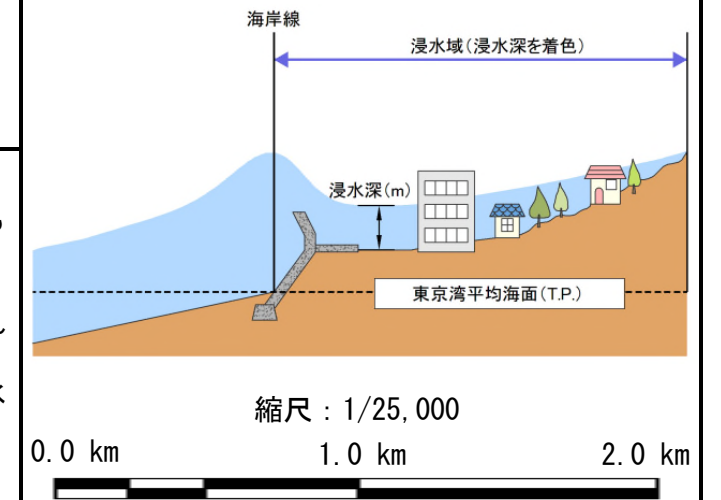 海岸線
浸水域(浸水深を着色)
浸水深(m)
東京湾平均海面(T.P.)
縮尺：1/25,000
0.0 km 1.0 km 2.0 km